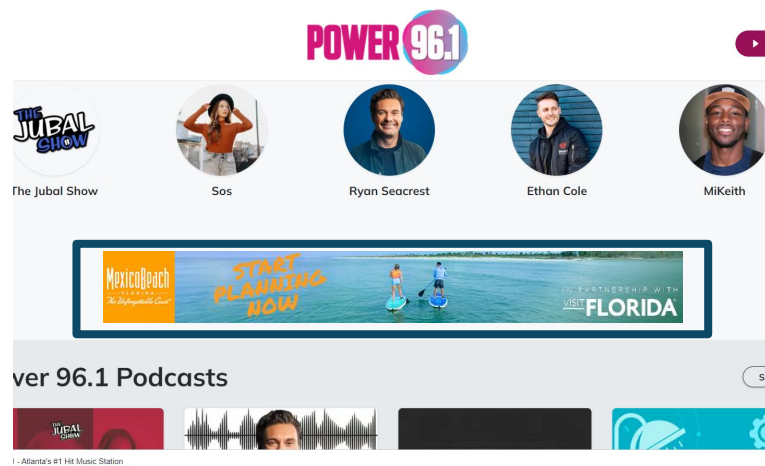 POWER 96.1
THE
JUBAL
SHOW
The Jubal Show
Sos
Ryan Seacrest
Ethan Cole
MiKeith
MexicoBeach
FLORIDA
The Unforgettable Coast
START
PLANNING
NOW
IN PARTNERSHIP WITH
VISIT FLORIDA
ver 96.1 Podcasts
S
THE
JUBAL
SHOW
1 - Atlanta's #1 Hit Music Station